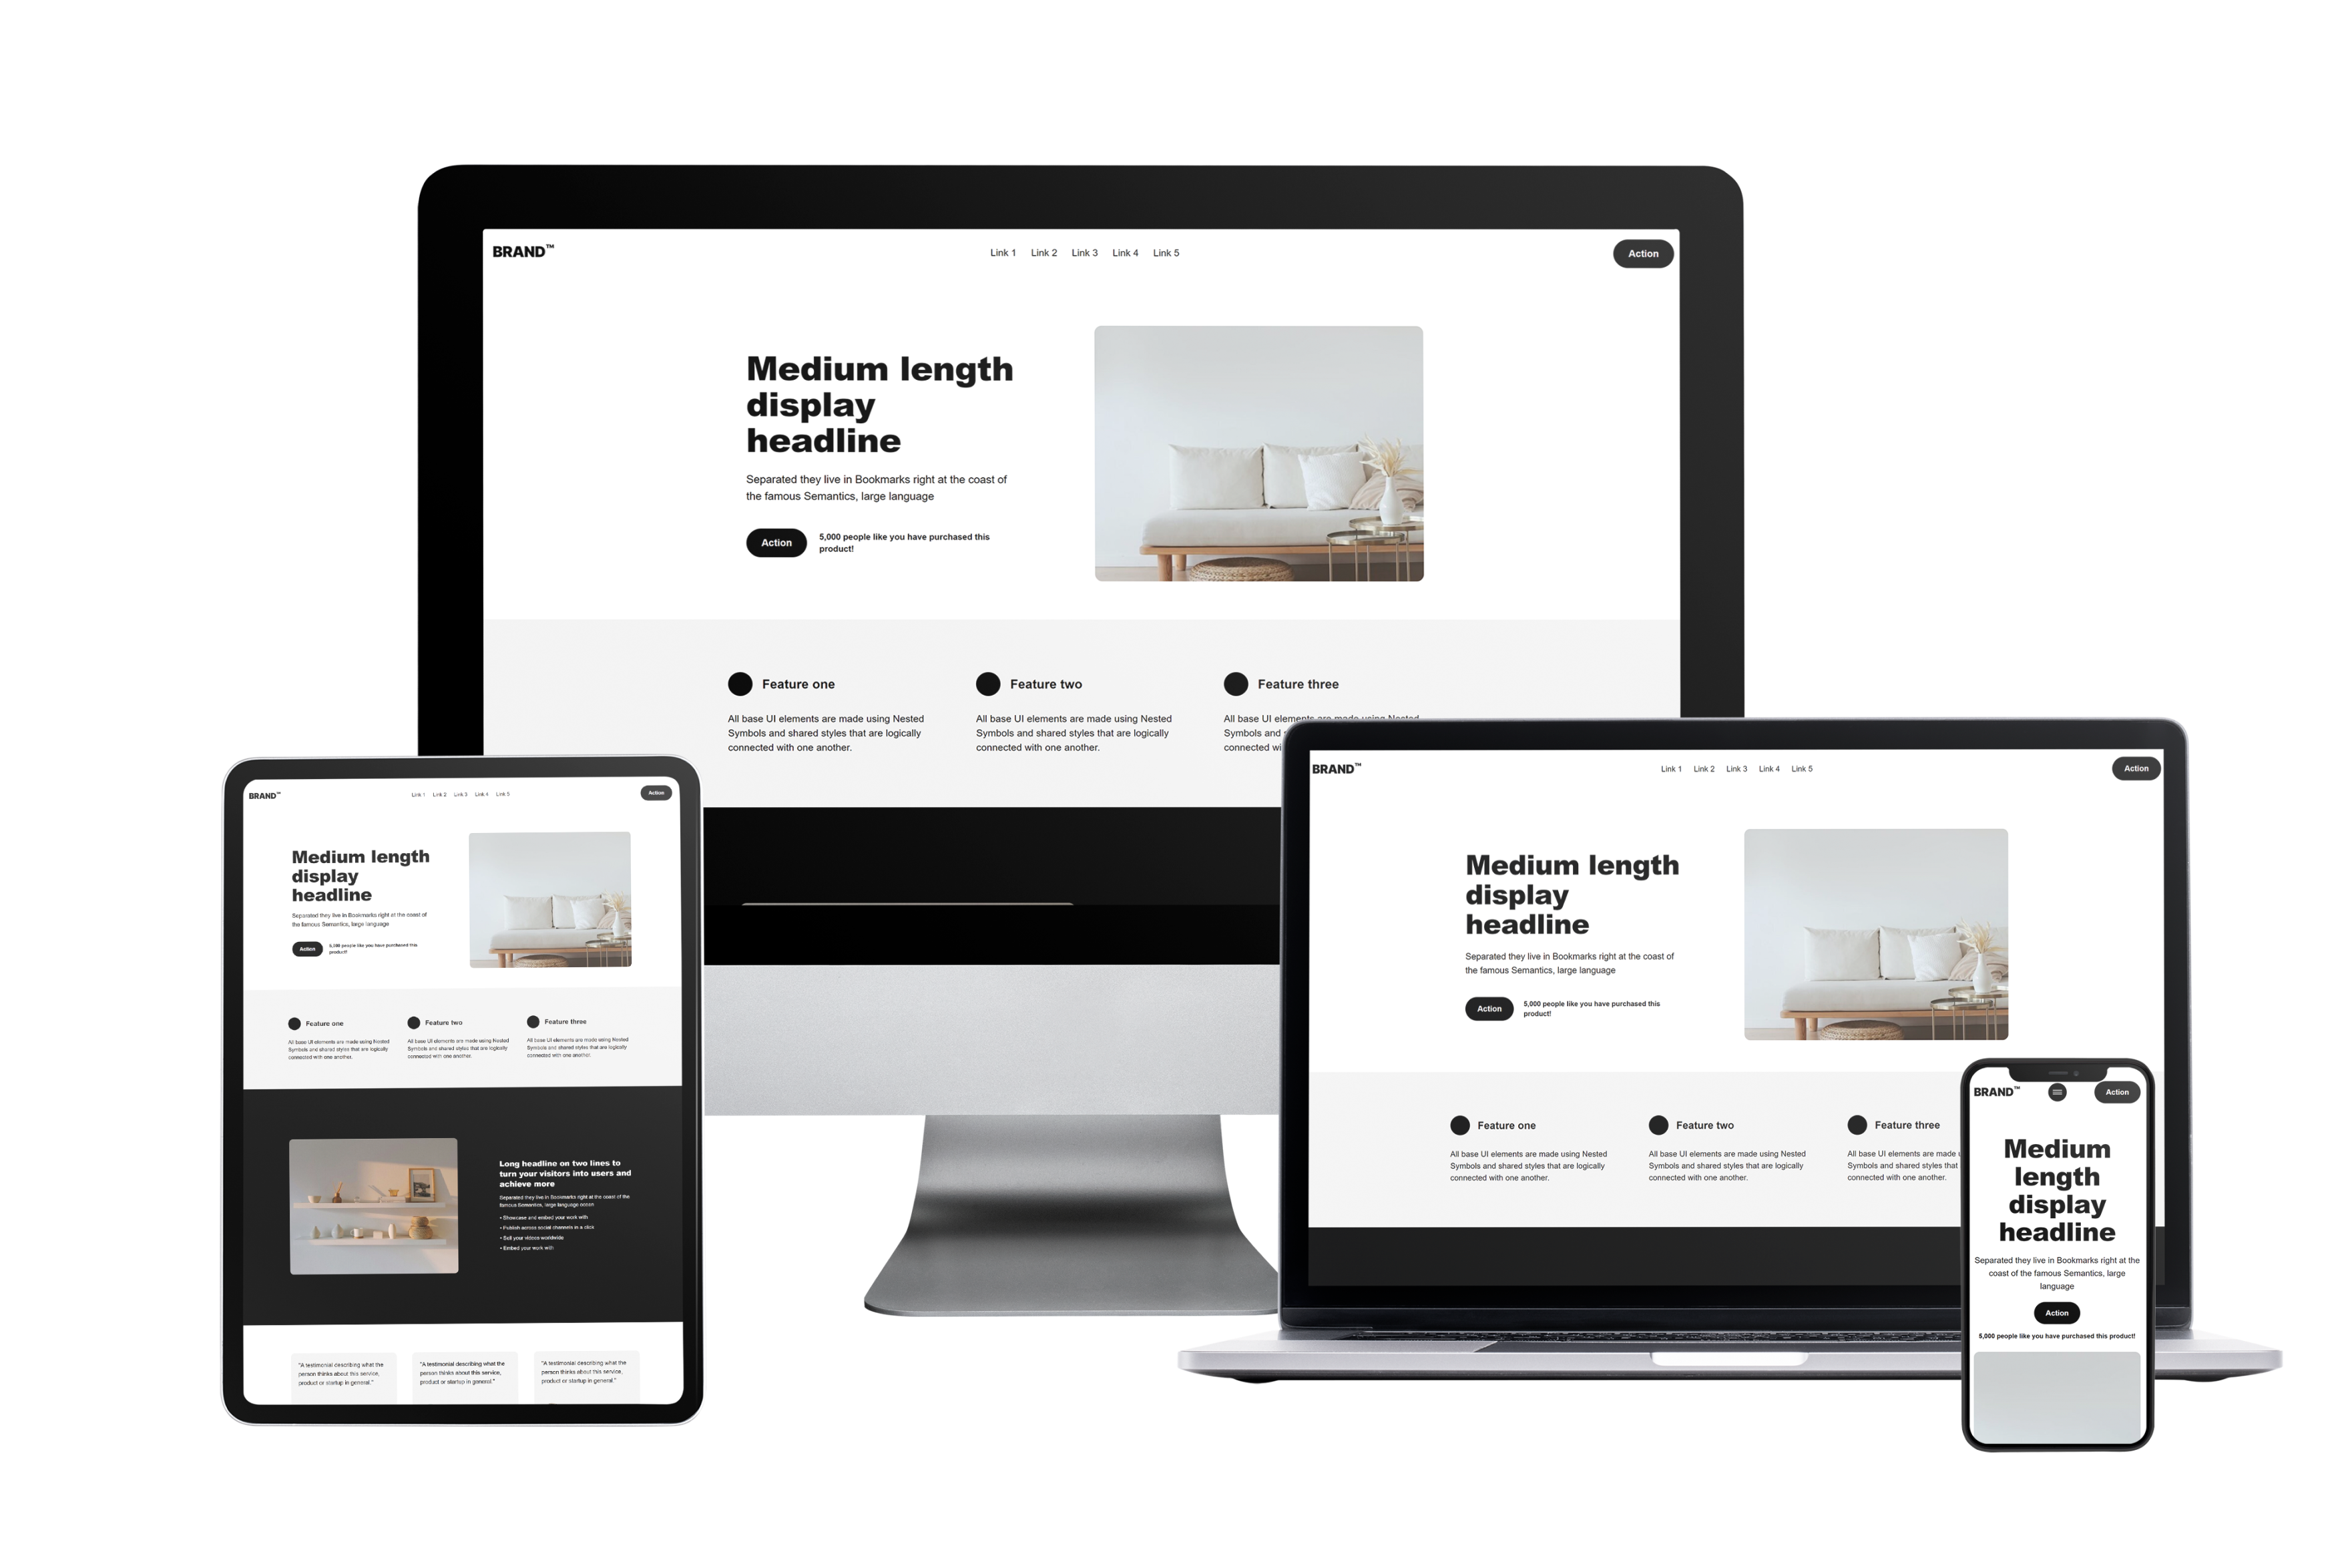 BRAND™
Link 1 Link 2 Link 3 Link 4 Link 5
Action
Medium length
display
headline
Separated they live in Bookmarks right at the coast of
the famous Semantics, large language
Action
5,000 people like you have purchased this
product!
Feature one
All base UI elements are made using Nested
Symbols and shared styles that are logically
connected with one another.
Feature two
All base UI elements are made using Nested
Symbols and shared styles that are logically
connected with one another.
Feature three
All base UI elements are made using Nested
Symbols and s
connected wi
BRAND™
Link 1 Link 2 Link 3 Link 4 Link 5
Action
Medium length
display
headline
Separated they live in Bookmarks right at the coast of
the famous Semantics, large language
Action
5,000 people like you have purchased this
product!
Feature one
All base UI elements are made using Nested
Symbols and shared styles that are logically
connected with one another.
Feature two
All base UI elements are made using Nested
Symbols and shared styles that are logically
connected with one another.
Feature three
All base UI elements are made using Nested
Symbols and shared styles that are logically
connected with one another.
Long headline on two lines to
turn your visitors into users and
achieve more
Separated they live in Bookmarks right at the coast of the
famous Semantics, large language ocean
• Showcase and embed your work with
• Publish across social channels in a click
• Sell your videos worldwide
• Embed your work with
"A testimonial describing what the
person thinks about this service,
product or startup in general."
"A testimonial describing what the
person thinks about this service,
product or startup in general."
"A testimonial describing what the
person thinks about this service,
product or startup in general."
BRAND™
Link 1 Link 2 Link 3 Link 4 Link 5
Action
Medium length
display
headline
Separated they live in Bookmarks right at the coast of
the famous Semantics, large language
Action
5,000 people like you have purchased this
product!
Feature one
All base UI elements are made using Nested
Symbols and shared styles that are logically
connected with one another.
Feature two
All base UI elements are made using Nested
Symbols and shared styles that are logically
connected with one another.
Feature three
All base UI elements are made u
Symbols and shared styles that
connected with one another.
BRAND™
Action
Medium
length
display
headline
Separated they live in Bookmarks right at the
coast of the famous Semantics, large
language
Action
5,000 people like you have purchased this product!